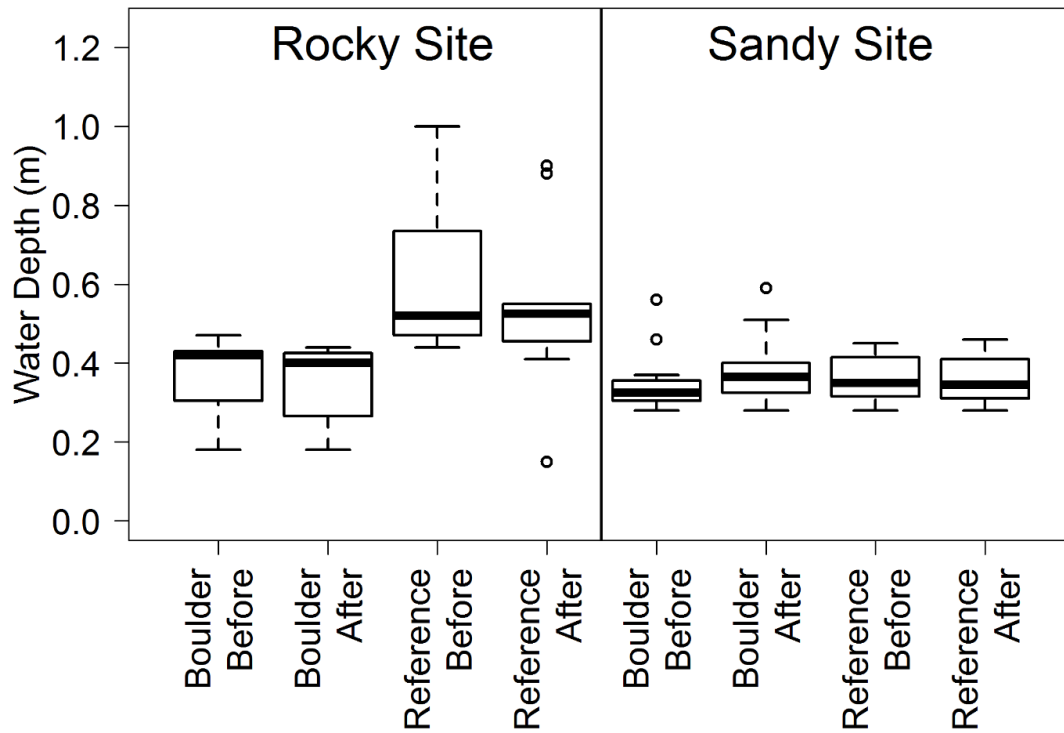 Rocky Site
Sandy Site
Water Depth (m)
1.2
1.0
0.8
0.6
0.4
0.2
0.0
Boulder
Before
Boulder
After
Reference
Before
Reference
After
Boulder
Before
Boulder
After
Reference
Before
Reference
After